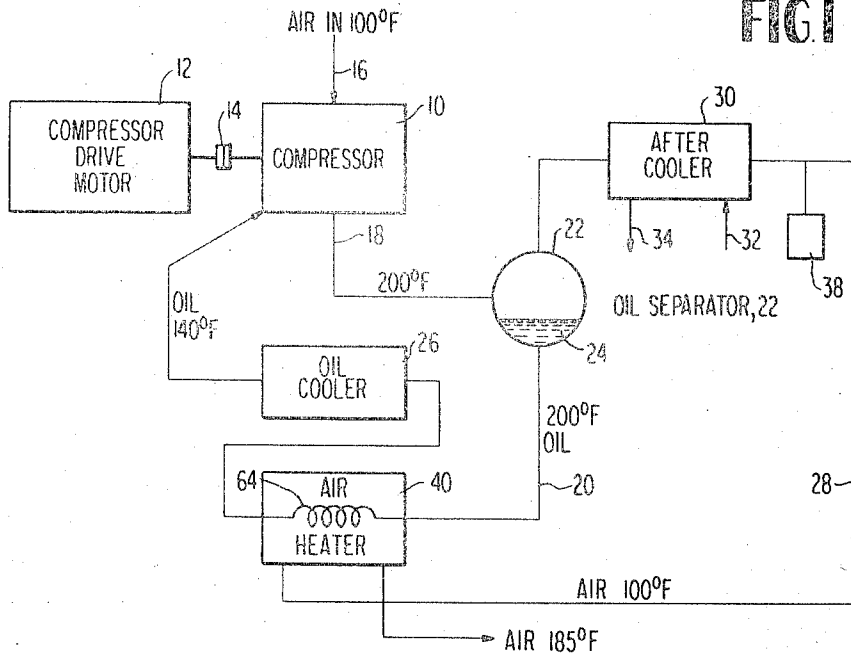 FIG.1
AIR IN 100°F
16
12
14
10
30
COMPRESSOR
DRIVE
MOTOR
COMPRESSOR
AFTER
COOLER
18
22
34
32
38
200°F
OIL SEPARATOR,22
OIL
140°F
26
24
OIL
COOLER
200°F
OIL
64
AIR
40
20
28
HEATER
AIR 100°F
AIR 185°F